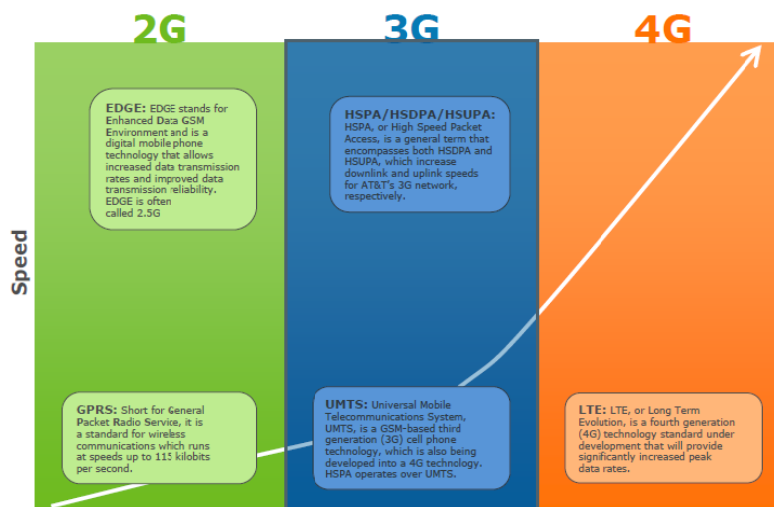 2G
3G
4G
Speed
EDGE: EDGE stands for
Enhanced Data GSM
Environment and is a
digital mobile phone
technology that allows
increased data transmission
rates and improved data
transmission reliability.
EDGE is often
called 2.5G
HSPA/HSDPA/HSUPA:
HSPA, or High Speed Packet
Access, is a general term that
encompasses both HSDPA and
HSUPA, which increase
downlink and uplink speeds
for AT&T's 3G network,
respectively.
GPRS: Short for General
Packet Radio Service, it is
a standard for wireless
communications which runs
at speeds up to 115 kilobits
per second.
UMTS: Universal Mobile
Telecommunications System,
UMTS, is a GSM-based third
generation (3G) cell phone
technology, which is also being
developed into a 4G technology.
HSPA operates over UMTS.
LTE: LTE, or Long Term
Evolution, is a fourth generation
(4G) technology standard under
development that will provide
significantly increased peak
data rates.